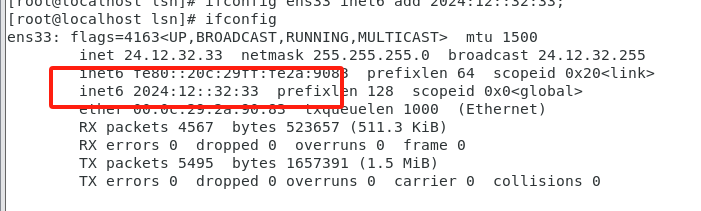 [root@localhost lsn]# ifconfig ens33 inet6 add 2024:12::32:33;
[root@localhost lsn]# ifconfig
ens33: flags=4163<UP,BROADCAST,RUNNING,MULTICAST>  mtu 1500
        inet 24.12.32.33  netmask 255.255.255.0  broadcast 24.12.32.255
        inet6 fe80::20c:29ff:fe2a:9083  prefixlen 64  scopeid 0x20<link>
        inet6 2024:12::32:33  prefixlen 128  scopeid 0x0<global>
        ether 00:0c:29:2a:90:83  txqueuelen 1000  (Ethernet)
        RX packets 4567  bytes 523657 (511.3 KiB)
        RX errors 0  dropped 0  overruns 0  frame 0
        TX packets 5495  bytes 1657391 (1.5 MiB)
        TX errors 0  dropped 0 overruns 0  carrier 0  collisions 0